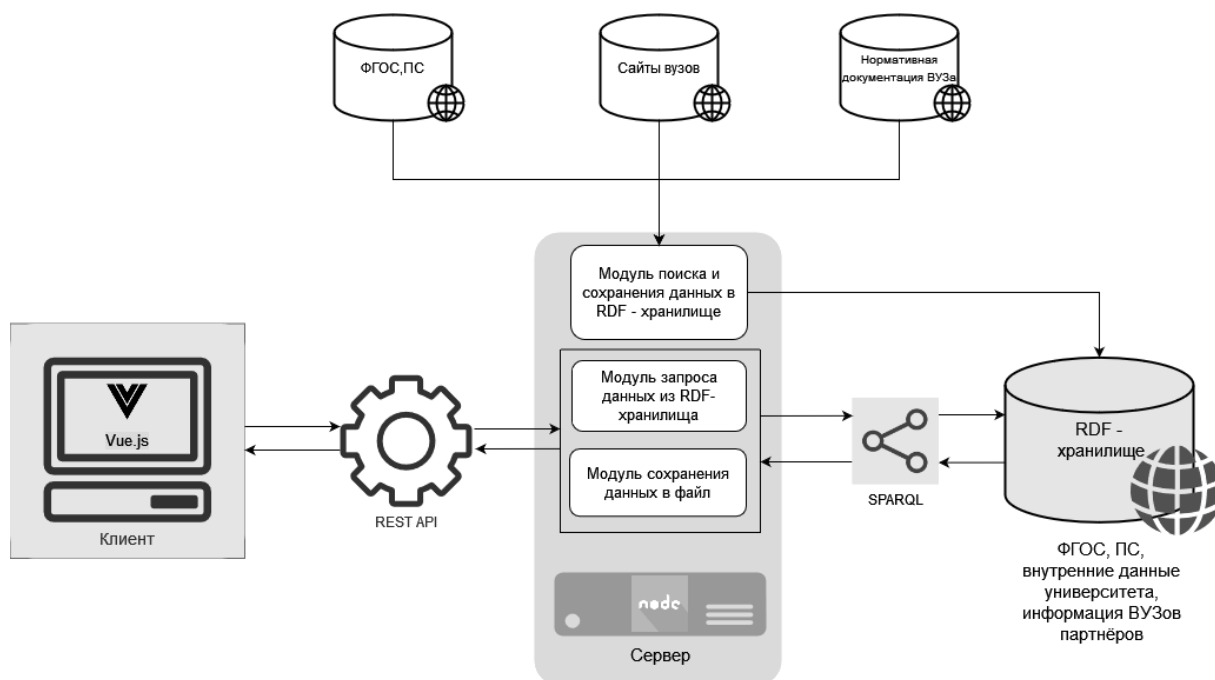 ФГОС,ПС
Сайты вузов
Нормативная
документация ВУЗа
Модуль поиска и
сохранения данных в
RDF - хранилище
Модуль запроса
данных из RDF-
хранилища
Модуль сохранения
данных в файл
Vue.js
Клиент
REST API
SPARQL
RDF -
хранилище
ФГОС, ПС,
внутренние данные
университета,
информация ВУЗов
партнёров
node
Сервер